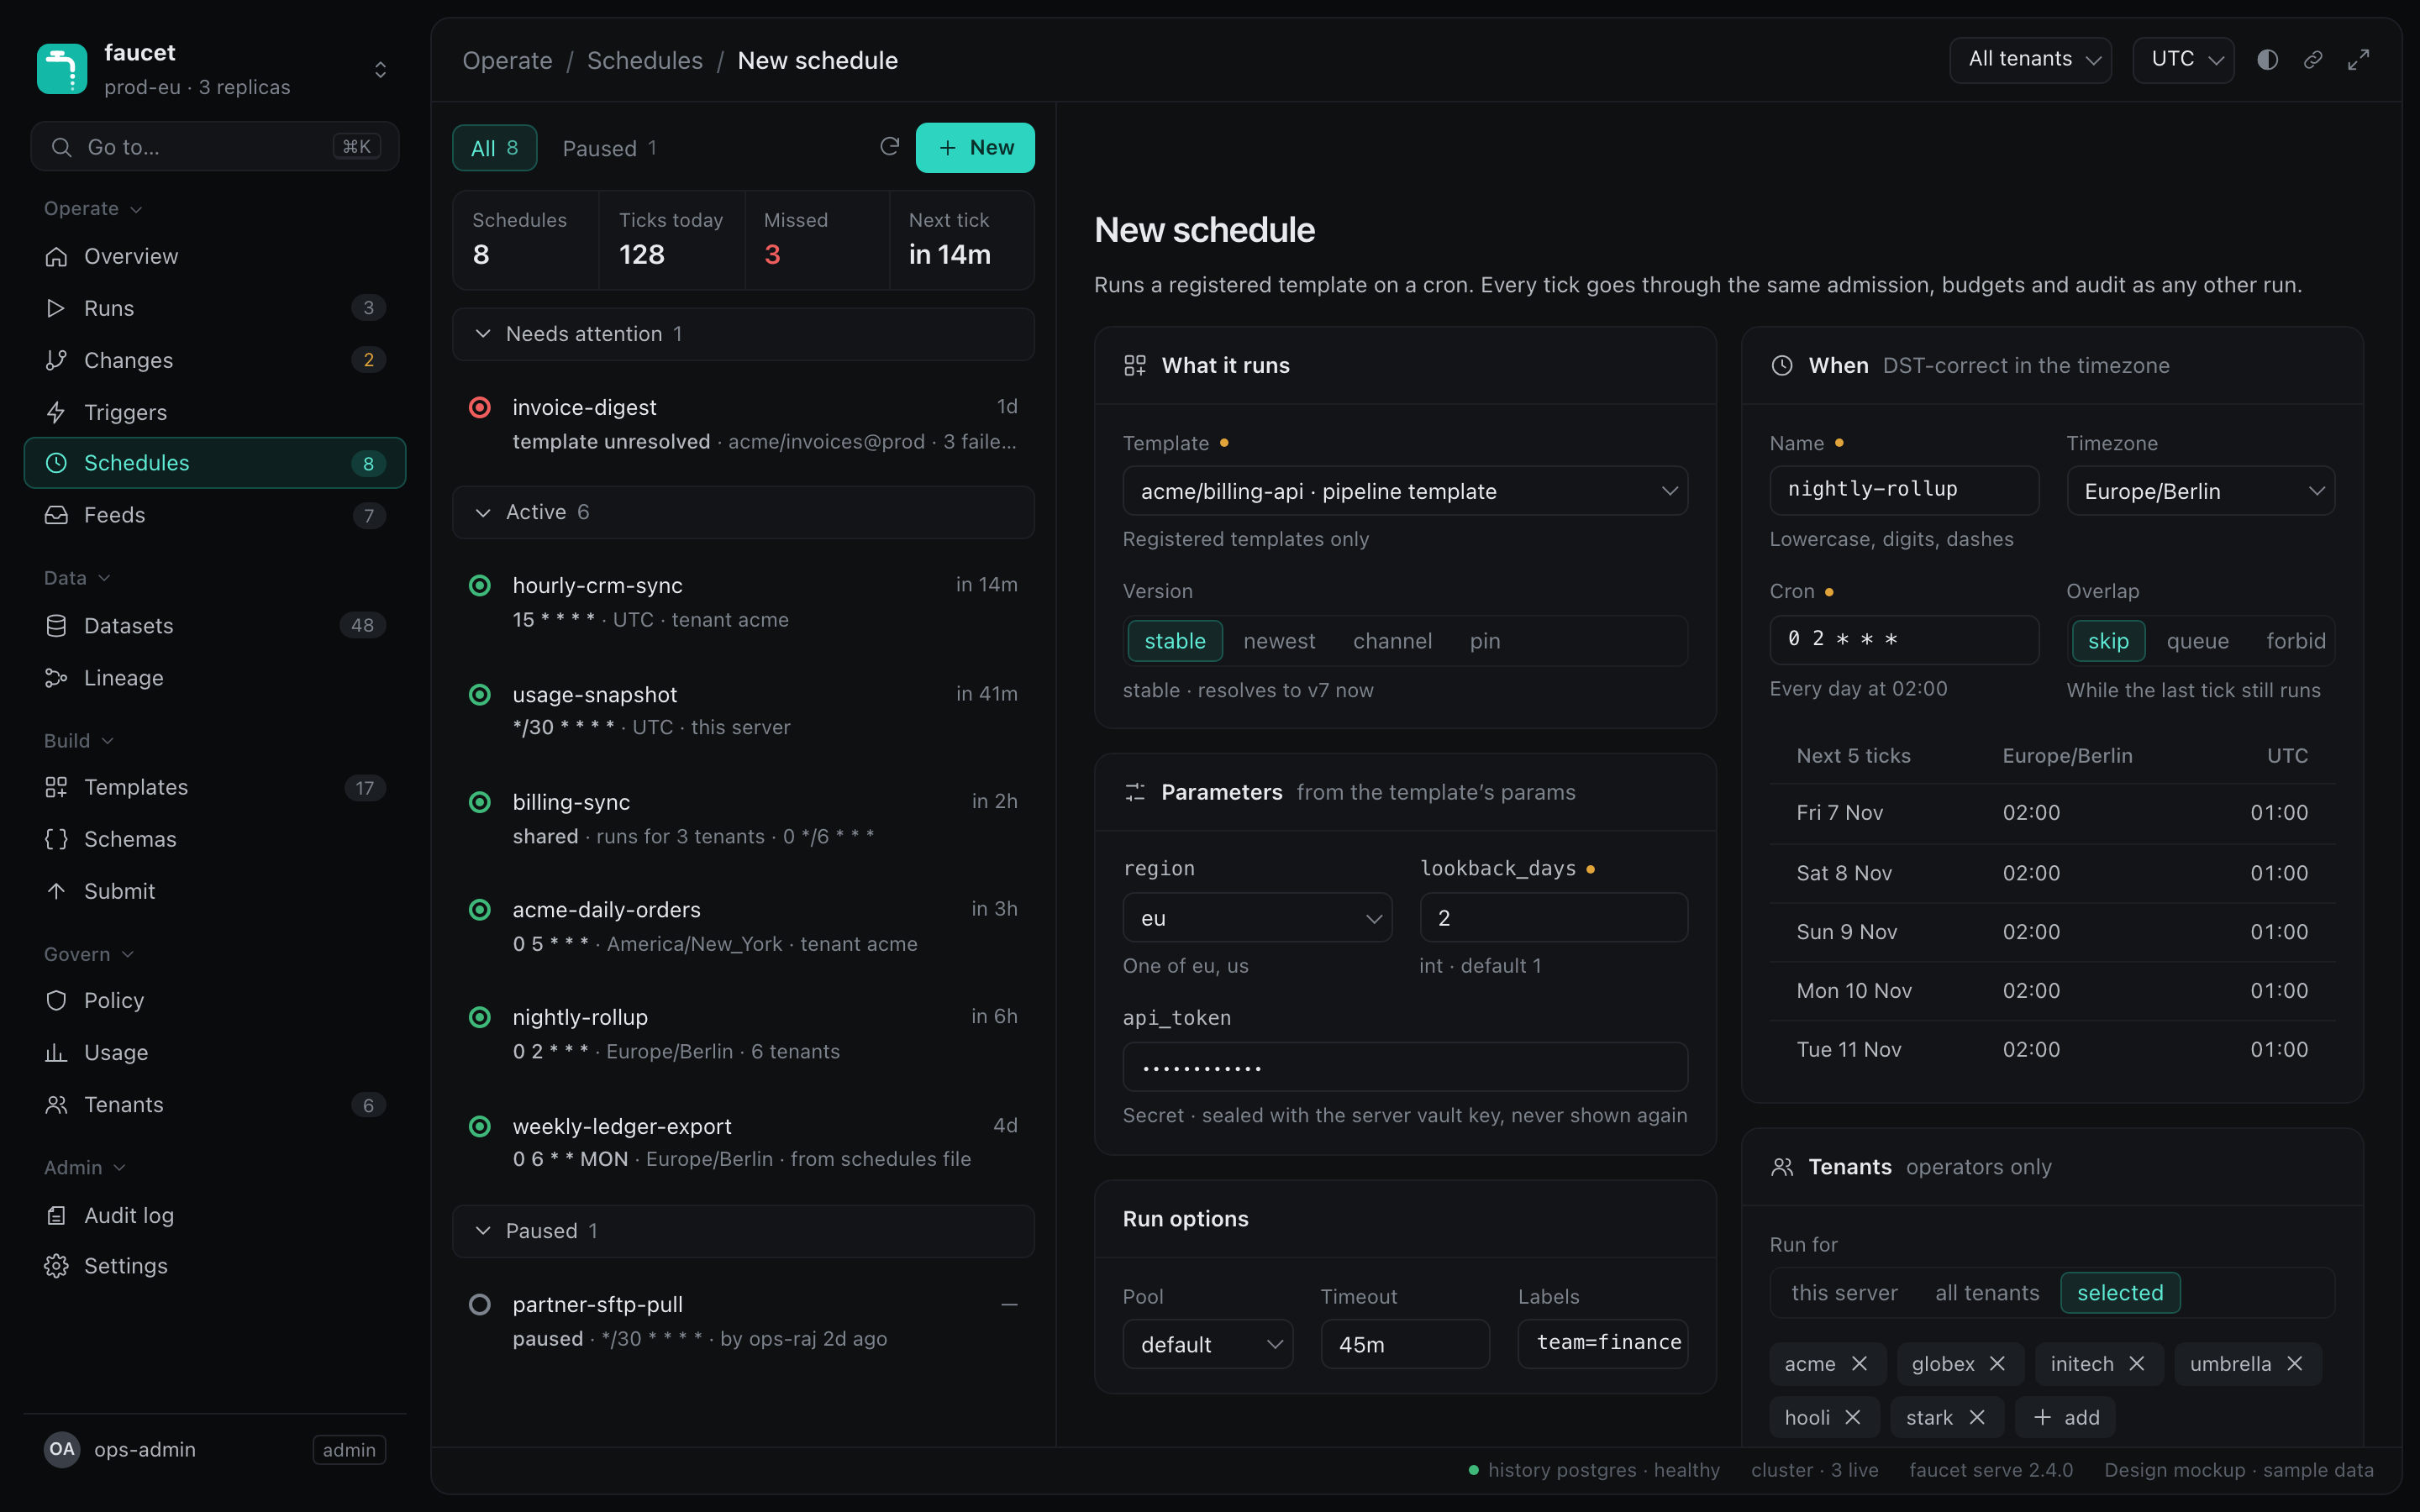 faucet
prod-eu · 3 replicas
Go to...
⌘K
Operate
Overview
Runs 3
Changes 2
Triggers
Schedules 8
Feeds 7
Data
Datasets 48
Lineage
Build
Templates 17
Schemas
Submit
Govern
Policy
Usage
Tenants 6
Admin
Audit log
Settings
OA ops-admin admin
Operate / Schedules / New schedule
All tenants
UTC
All 8 Paused 1
+ New
Schedules Ticks today Missed Next tick
8 128 3 in 14m
Needs attention 1
invoice-digest 1d
template unresolved · acme/invoices@prod · 3 faile...
Active 6
hourly-crm-sync in 14m
15 * * * * · UTC · tenant acme
usage-snapshot in 41m
*/30 * * * * · UTC · this server
billing-sync in 2h
shared · runs for 3 tenants · 0 */6 * * *
acme-daily-orders in 3h
0 5 * * * · America/New_York · tenant acme
nightly-rollup in 6h
0 2 * * * · Europe/Berlin · 6 tenants
weekly-ledger-export 4d
0 6 * * MON · Europe/Berlin · from schedules file
Paused 1
partner-sftp-pull —
paused · */30 * * * * · by ops-raj 2d ago
New schedule
Runs a registered template on a cron. Every tick goes through the same admission, budgets and audit as any other run.
What it runs
Template
acme/billing-api · pipeline template
Registered templates only
Version
stable newest channel pin
stable · resolves to v7 now
Parameters from the template’s params
region lookback_days
eu 2
One of eu, us int · default 1
api_token
••••••••••••
Secret · sealed with the server vault key, never shown again
Run options
Pool Timeout Labels
default 45m team=finance
When DST-correct in the timezone
Name Timezone
nightly-rollup Europe/Berlin
Lowercase, digits, dashes
Cron Overlap
0 2 * * * skip queue forbid
Every day at 02:00 While the last tick still runs
Next 5 ticks Europe/Berlin UTC
Fri 7 Nov 02:00 01:00
Sat 8 Nov 02:00 01:00
Sun 9 Nov 02:00 01:00
Mon 10 Nov 02:00 01:00
Tue 11 Nov 02:00 01:00
Tenants operators only
Run for
this server all tenants selected
acme globex initech umbrella
hooli stark + add
history postgres · healthy cluster · 3 live faucet serve 2.4.0 Design mockup · sample data